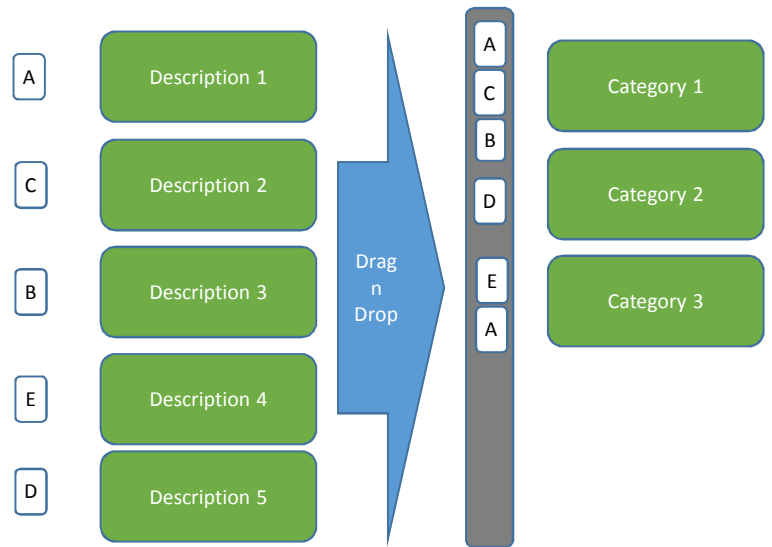 A
Description 1
C
Description 2
B
Description 3
E
Description 4
D
Description 5
Drag
n
Drop
A
C
B
D
E
A
Category 1
Category 2
Category 3